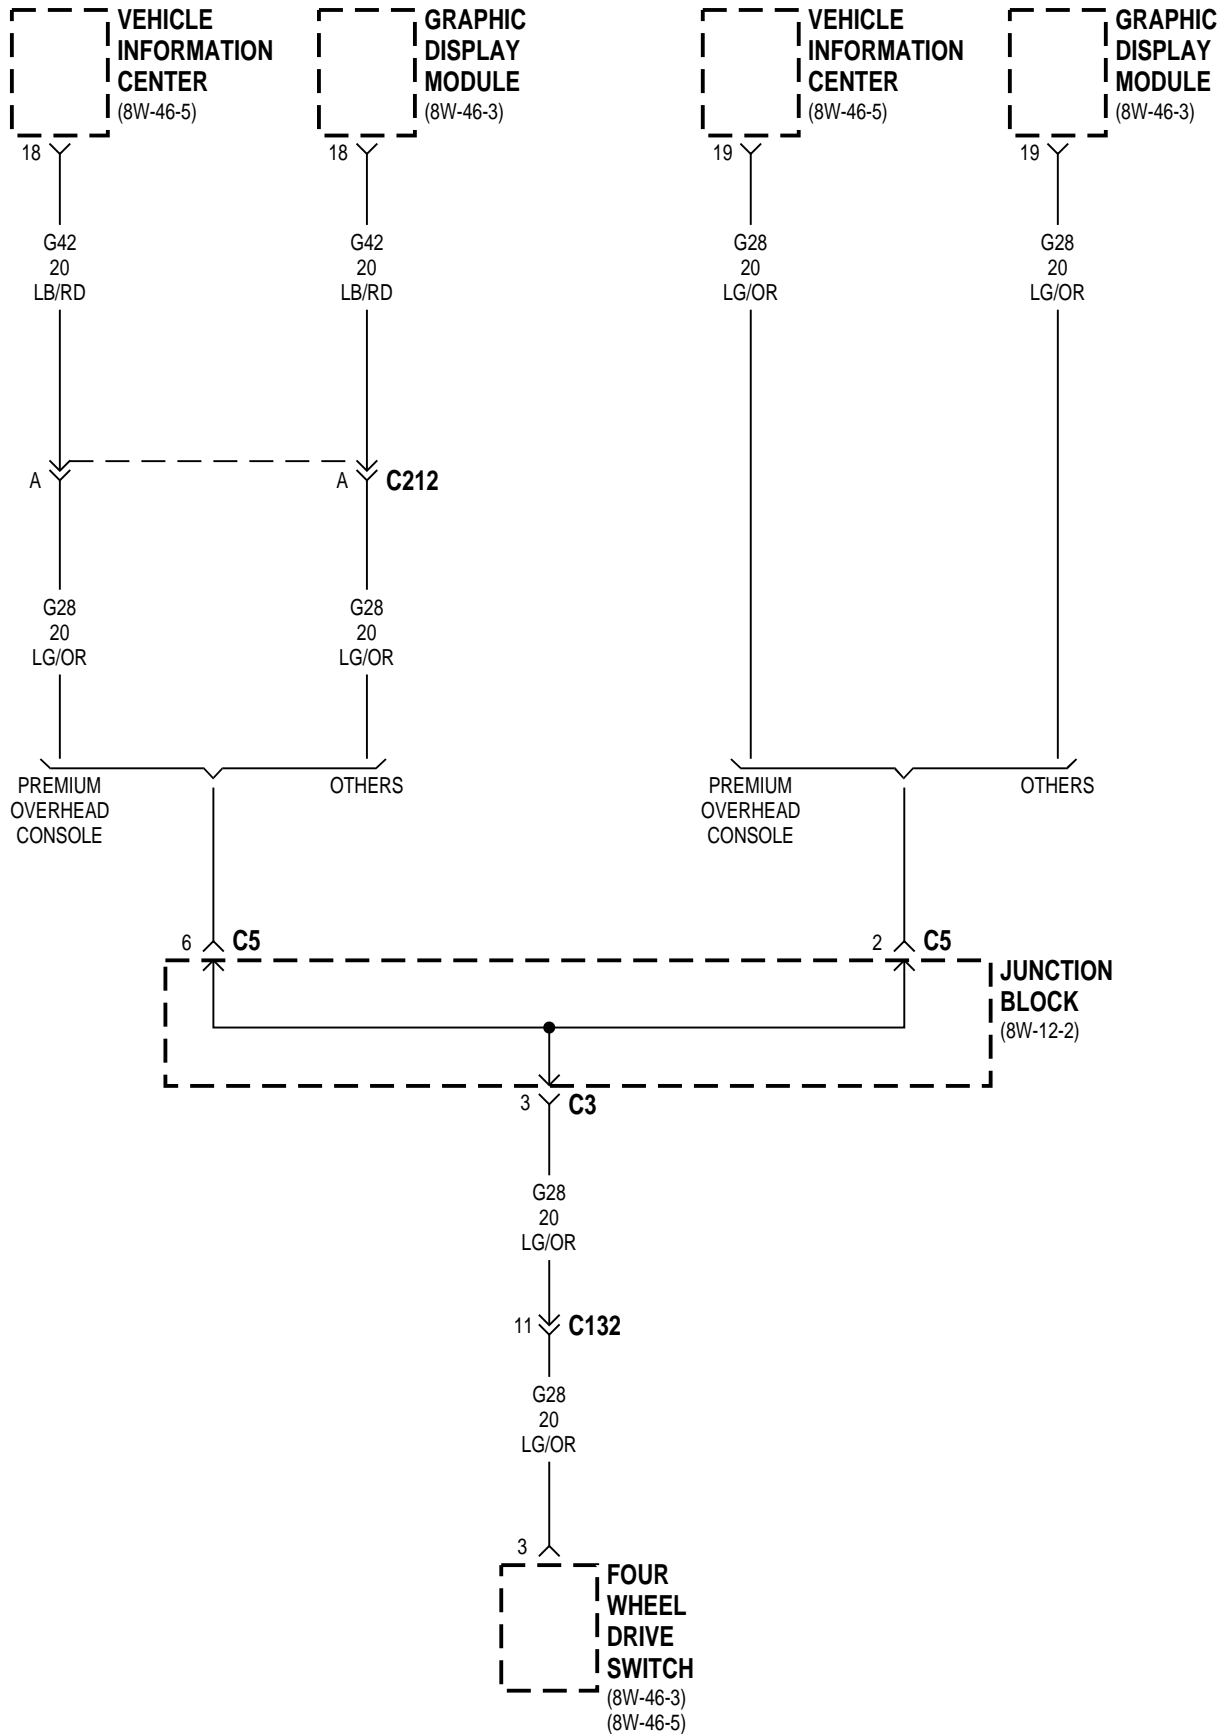 VEHICLE
INFORMATION
CENTER
(8W-46-5)
GRAPHIC
DISPLAY
MODULE
(8W-46-3)
VEHICLE
INFORMATION
CENTER
(8W-46-5)
GRAPHIC
DISPLAY
MODULE
(8W-46-3)
18
18
19
19
G42
20
LB/RD
G42
20
LB/RD
G28
20
LG/OR
G28
20
LG/OR
A
A
C212
G28
20
LG/OR
G28
20
LG/OR
PREMIUM
OVERHEAD
CONSOLE
OTHERS
PREMIUM
OVERHEAD
CONSOLE
OTHERS
6
C5
2
C5
JUNCTION
BLOCK
(8W-12-2)
3
C3
G28
20
LG/OR
11
C132
G28
20
LG/OR
3
FOUR
WHEEL
DRIVE
SWITCH
(8W-46-3)
(8W-46-5)